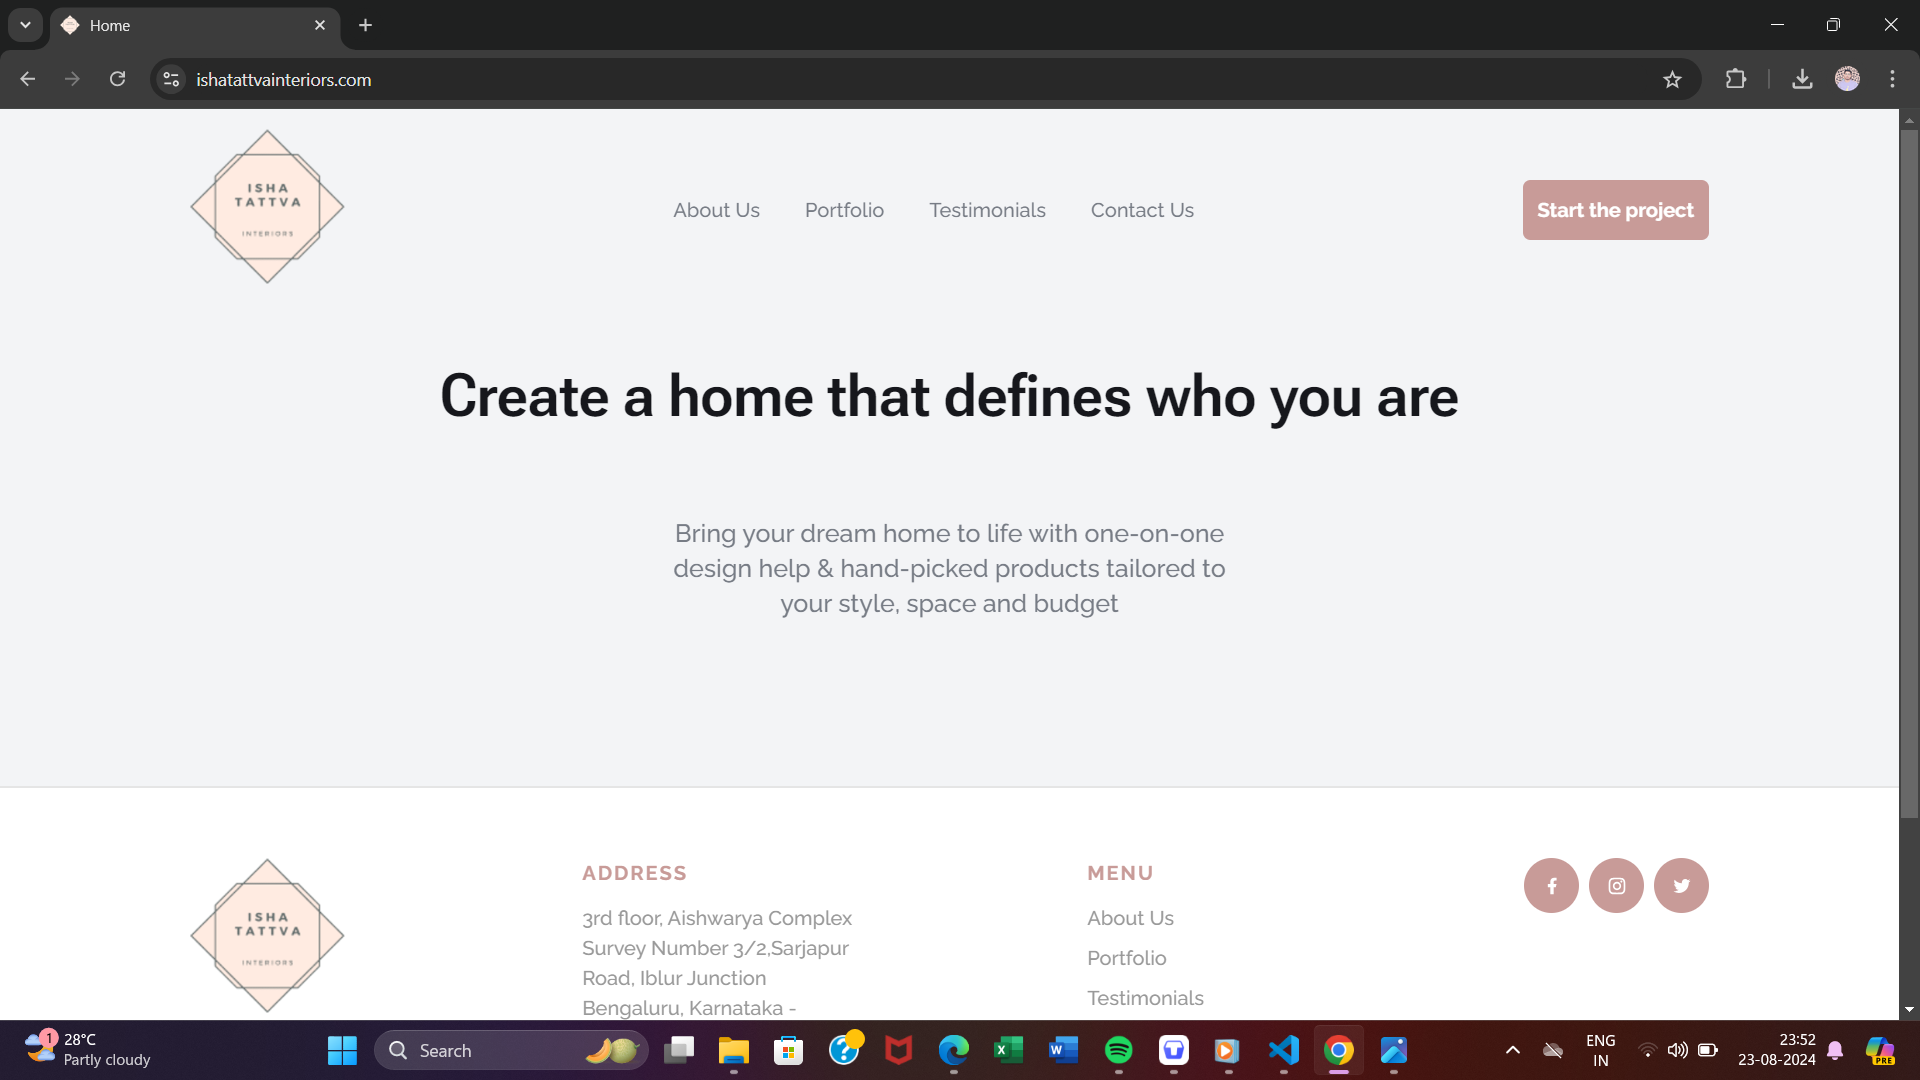 Home
ishatattvainteriors.com
ISHA
TATTVA
INTERIORS
About Us
Portfolio
Testimonials
Contact Us
Start the project
Create a home that defines who you are
Bring your dream home to life with one-on-one
design help & hand-picked products tailored to
your style, space and budget
ISHA
TATTVA
INTERIORS
ADDRESS
3rd floor, Aishwarya Complex
Survey Number 3/2,Sarjapur
Road, Iblur Junction
Bengaluru, Karnataka -
MENU
About Us
Portfolio
Testimonials
1
28°C
Partly cloudy
Search
ENG
IN
23:52
23-08-2024
PRE